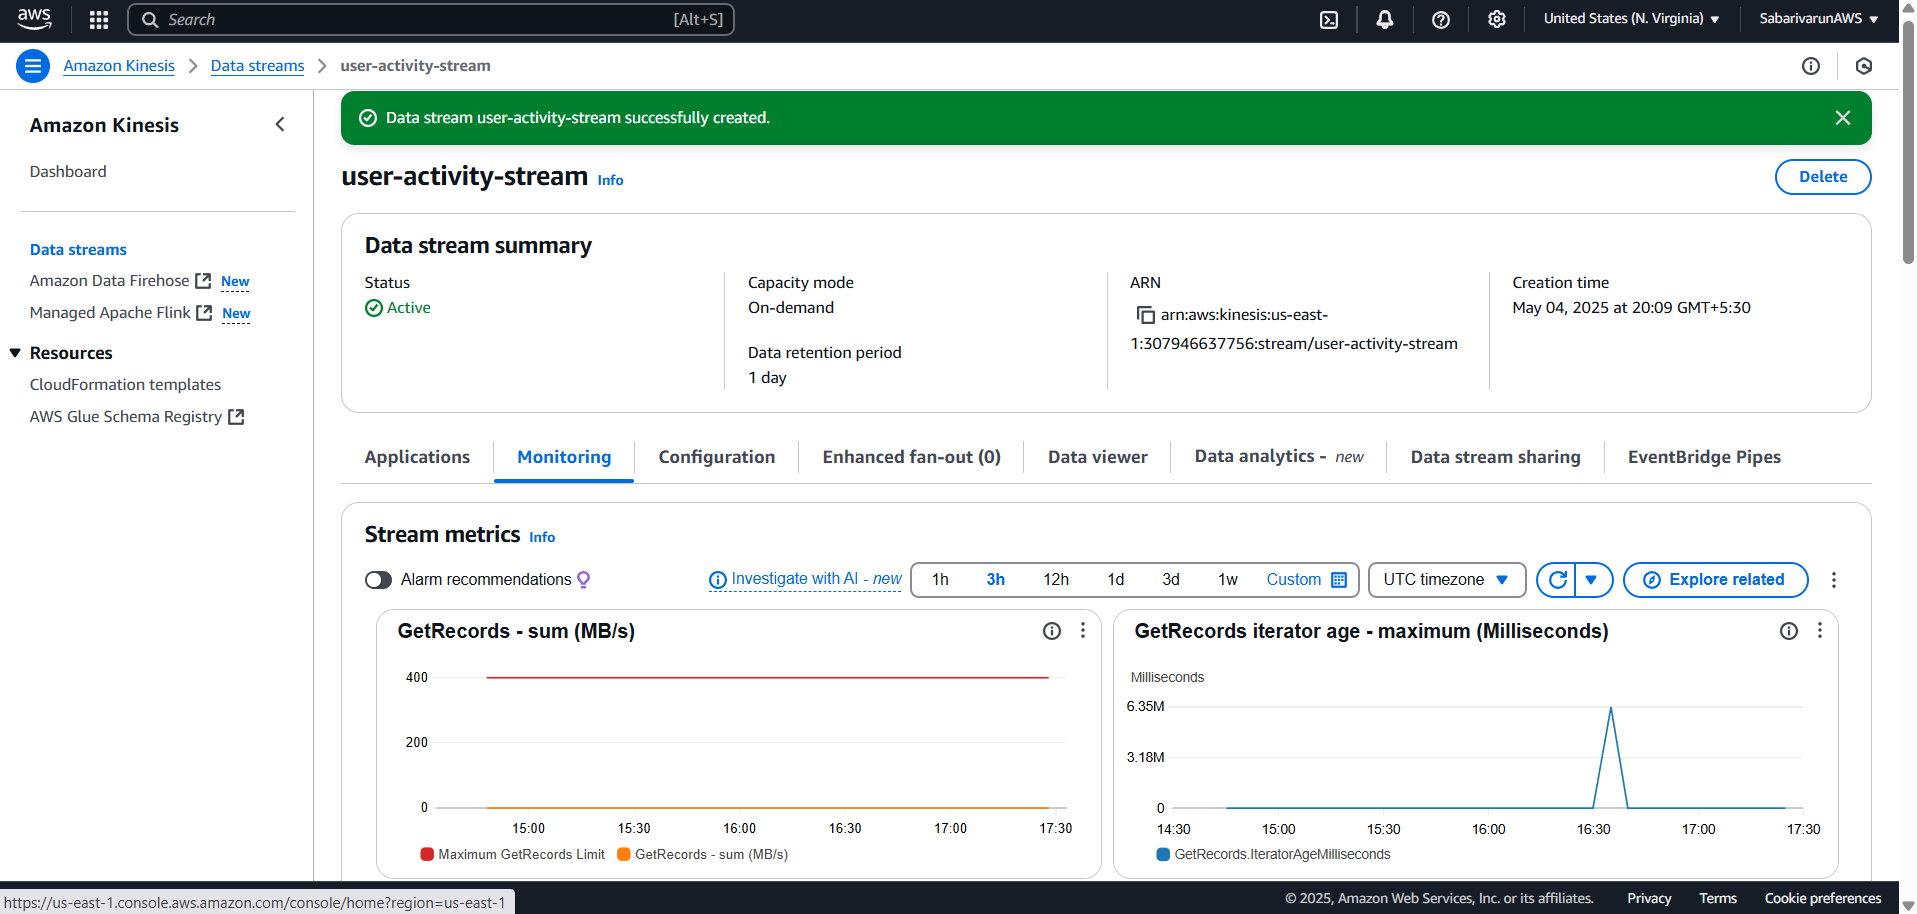 aws
Search [Alt+S]
United States (N. Virginia)
SabarivarunAWS
Amazon Kinesis
Data streams
user-activity-stream
Amazon Kinesis
Dashboard
Data streams
Amazon Data Firehose New
Managed Apache Flink New
Resources
CloudFormation templates
AWS Glue Schema Registry
Data stream user-activity-stream successfully created.
user-activity-stream Info
Delete
Data stream summary
Status
Active
Capacity mode
On-demand
Data retention period
1 day
ARN
arn:aws:kinesis:us-east-
1:307946637756:stream/user-activity-stream
Creation time
May 04, 2025 at 20:09 GMT+5:30
Applications
Monitoring
Configuration
Enhanced fan-out (0)
Data viewer
Data analytics - new
Data stream sharing
EventBridge Pipes
Stream metrics Info
Alarm recommendations
Investigate with AI - new
1h 3h 12h 1d 3d 1w Custom
UTC timezone
Explore related
GetRecords - sum (MB/s)
400
200
0
15:00 15:30 16:00 16:30 17:00 17:30
Maximum GetRecords Limit GetRecords - sum (MB/s)
GetRecords iterator age - maximum (Milliseconds)
Milliseconds
6.35M
3.18M
0
14:30 15:00 15:30 16:00 16:30 17:00 17:30
GetRecords.IteratorAgeMilliseconds
https://us-east-1.console.aws.amazon.com/console/home?region=us-east-1
© 2025, Amazon Web Services, Inc. or its affiliates.
Privacy
Terms
Cookie preferences